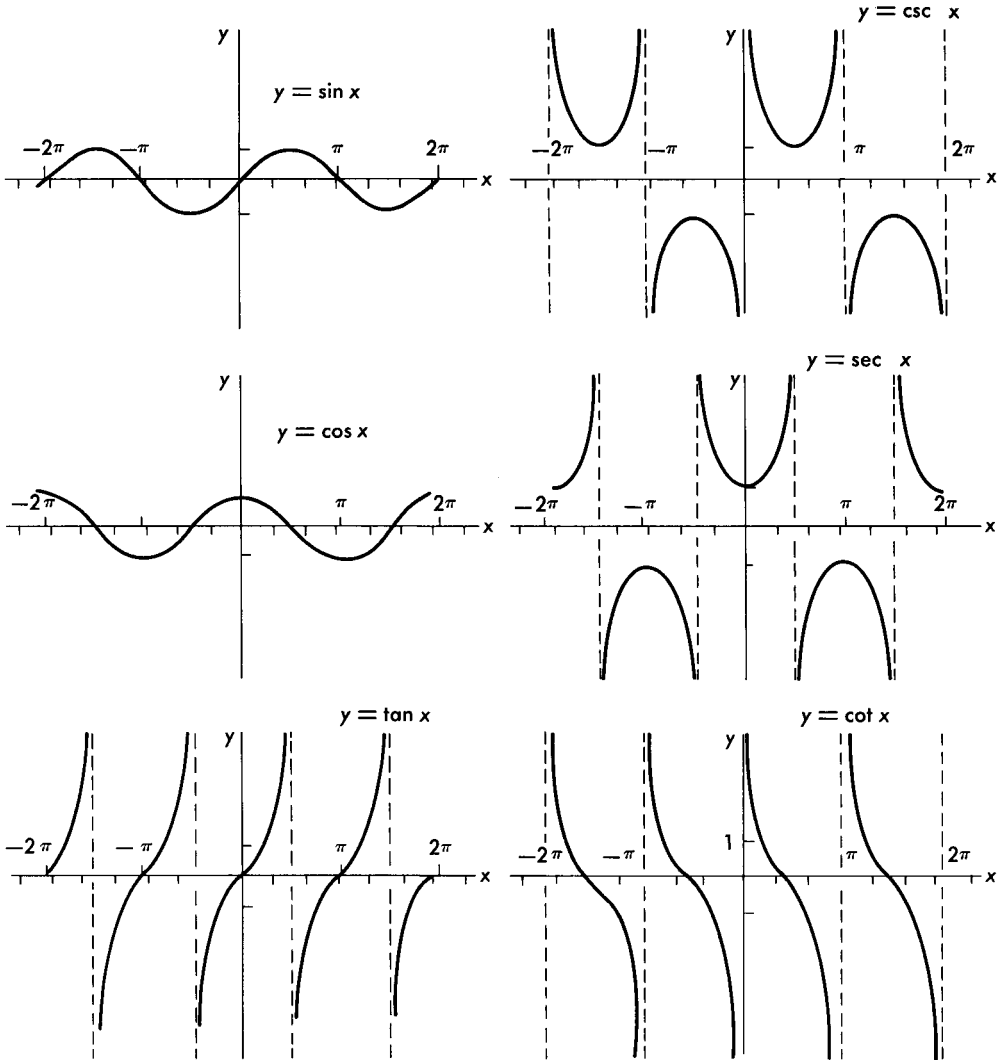 y = csc x
y
y
y = sin x
−2π −π π 2π
x
−2π −π π 2π
x
y = sec x
y
y
y = cos x
−2π −π π 2π
x
−2π −π π 2π
x
y = tan x
y = cot x
y
y
1
−2π −π π 2π
x
−2π −π π 2π
x